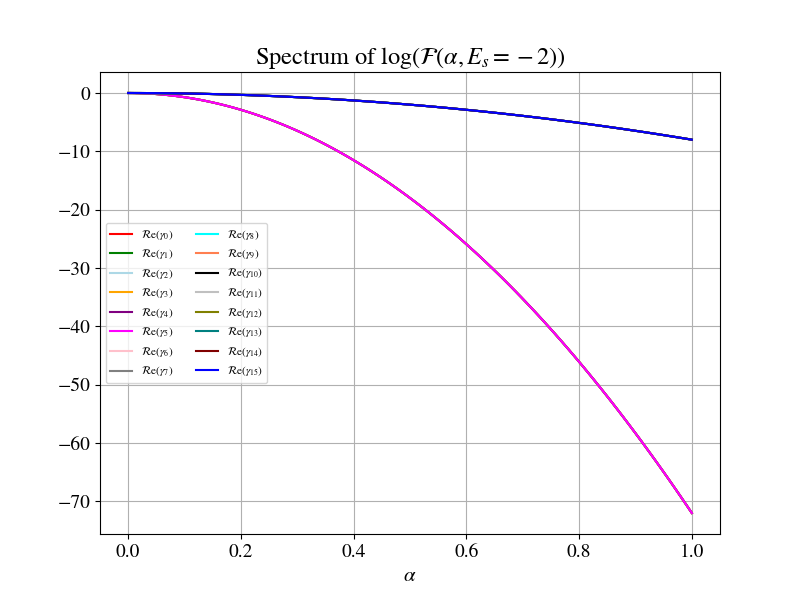 Spectrum of log(𝓕(α, E_s = −2))
0
−10
−20
−30
−40
−50
−60
−70
𝓡e(γ₀) 𝓡e(γ₈)
𝓡e(γ₁) 𝓡e(γ₉)
𝓡e(γ₂) 𝓡e(γ₁₀)
𝓡e(γ₃) 𝓡e(γ₁₁)
𝓡e(γ₄) 𝓡e(γ₁₂)
𝓡e(γ₅) 𝓡e(γ₁₃)
𝓡e(γ₆) 𝓡e(γ₁₄)
𝓡e(γ₇) 𝓡e(γ₁₅)
0.0 0.2 0.4 0.6 0.8 1.0
α